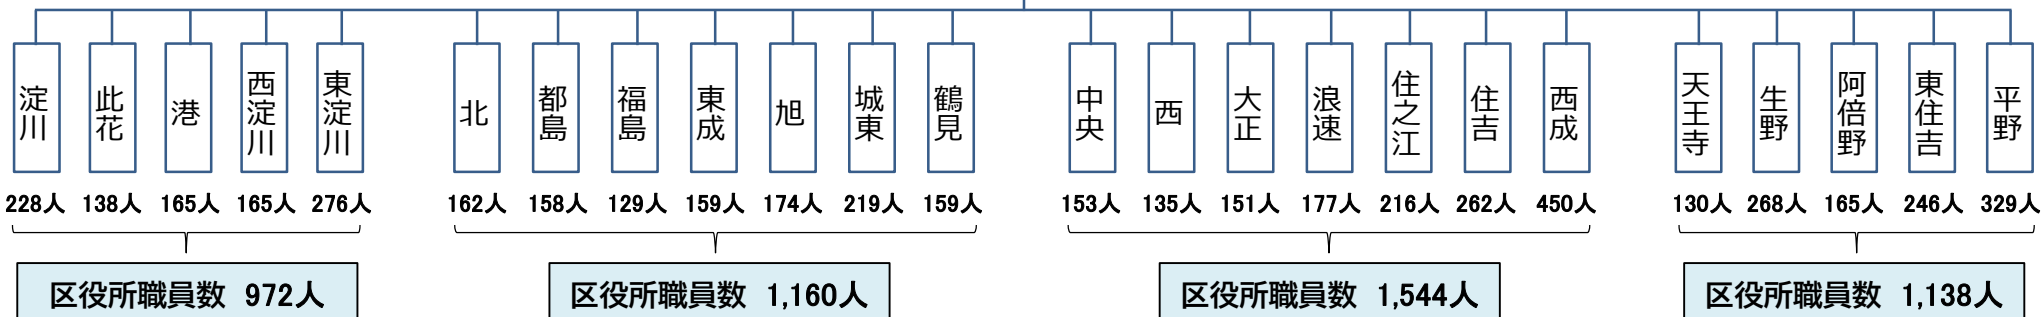 淀川
此花
港
西淀川
東淀川
北
都島
福島
東成
旭
城東
鶴見
中央
西
大正
浪速
住之江
住吉
西成
天王寺
生野
阿倍野
東住吉
平野
228人 138人 165人 165人 276人 162人 158人 129人 159人 174人 219人 159人 153人 135人 151人 177人 216人 262人 450人 130人 268人 165人 246人 329人
区役所職員数 972人
区役所職員数 1,160人
区役所職員数 1,544人
区役所職員数 1,138人